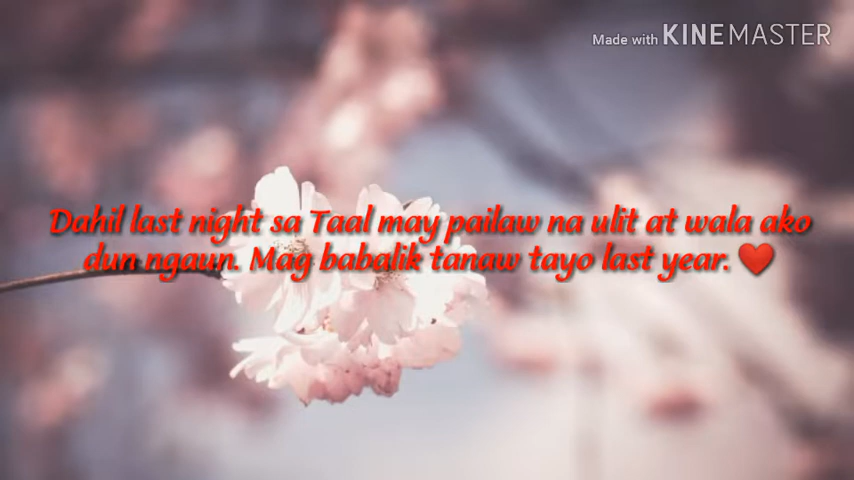 Made with KINEMASTER
Dahil last night sa Taal may pailaw na ulit at wala ako
dun ngaun. Mag babalik tanaw tayo last year. ❤️